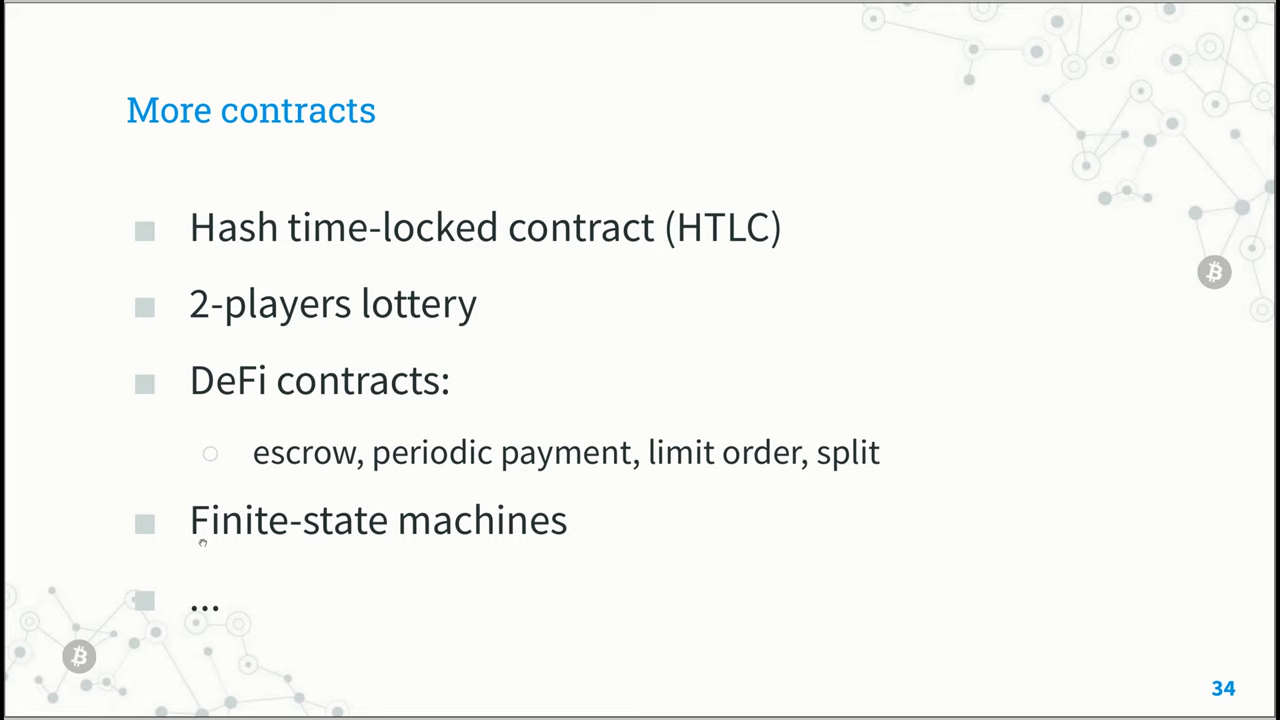 More contracts
Hash time-locked contract (HTLC)
2-players lottery
DeFi contracts:
escrow, periodic payment, limit order, split
Finite-state machines
...
34